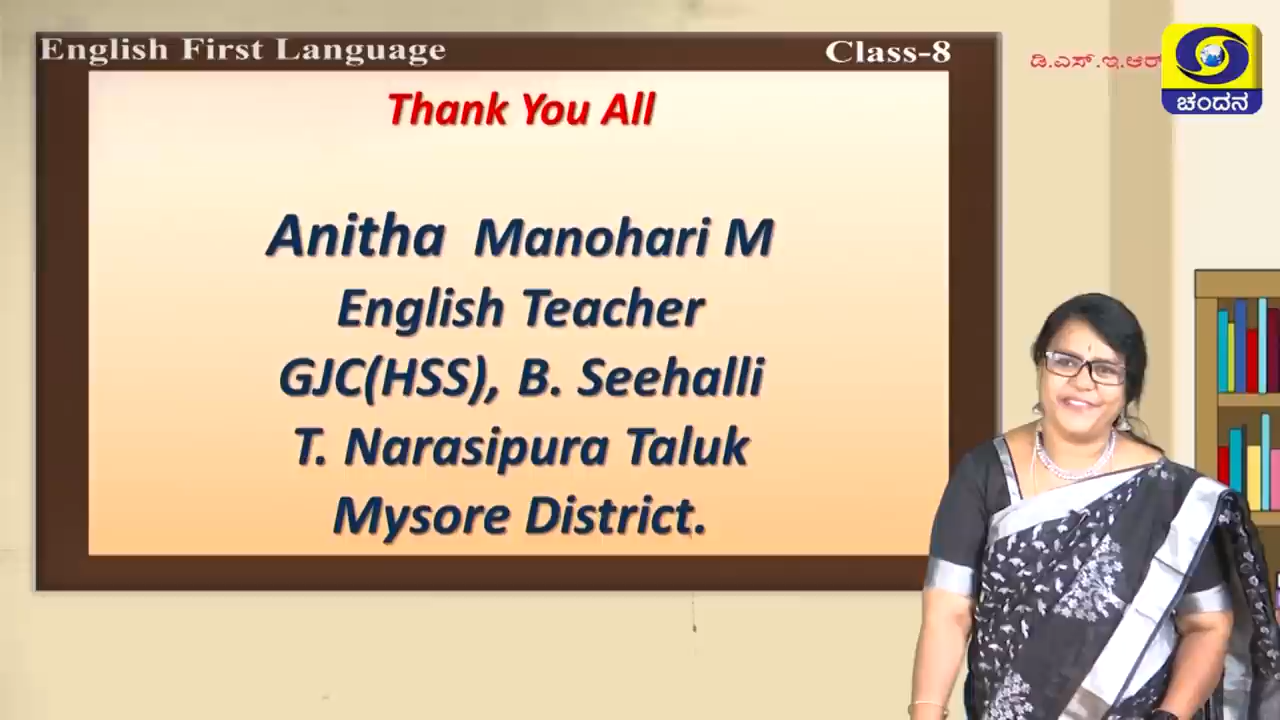 English First Language
Class-8
ಡಿ.ಎಸ್.ಇ.ಆರ್
ಚಂದನ
Thank You All
Anitha Manohari M
English Teacher
GJC(HSS), B. Seehalli
T. Narasipura Taluk
Mysore District.